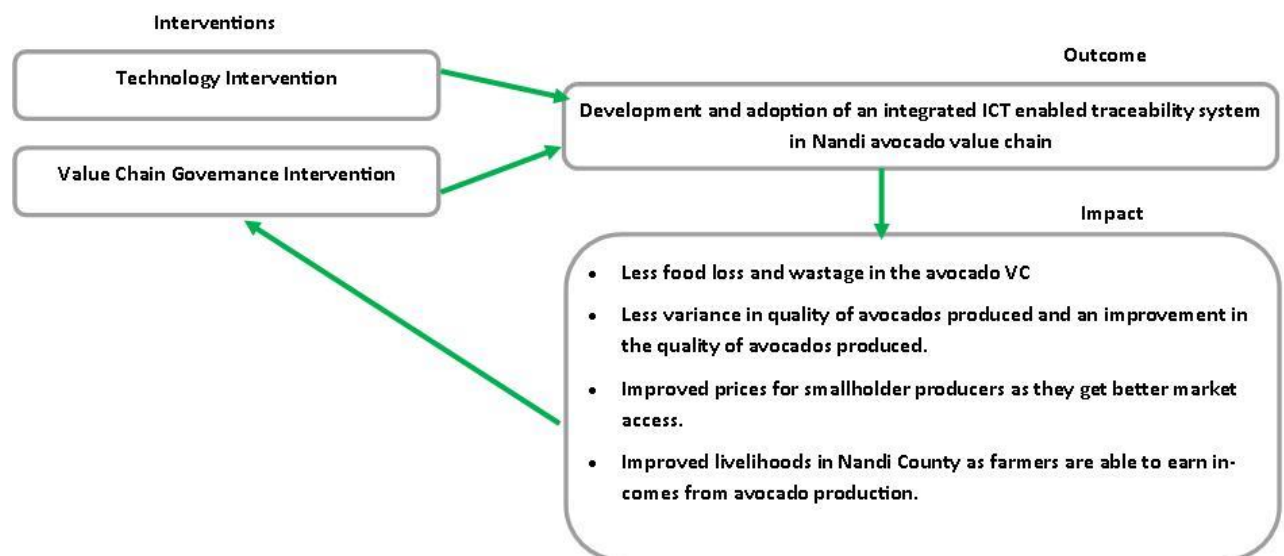 Interventions
Technology Intervention
Value Chain Governance Intervention
Outcome
Development and adoption of an integrated ICT enabled traceability system
in Nandi avocado value chain
Impact
• Less food loss and wastage in the avocado VC
• Less variance in quality of avocados produced and an improvement in
the quality of avocados produced.
• Improved prices for smallholder producers as they get better market
access.
• Improved livelihoods in Nandi County as farmers are able to earn in-
comes from avocado production.